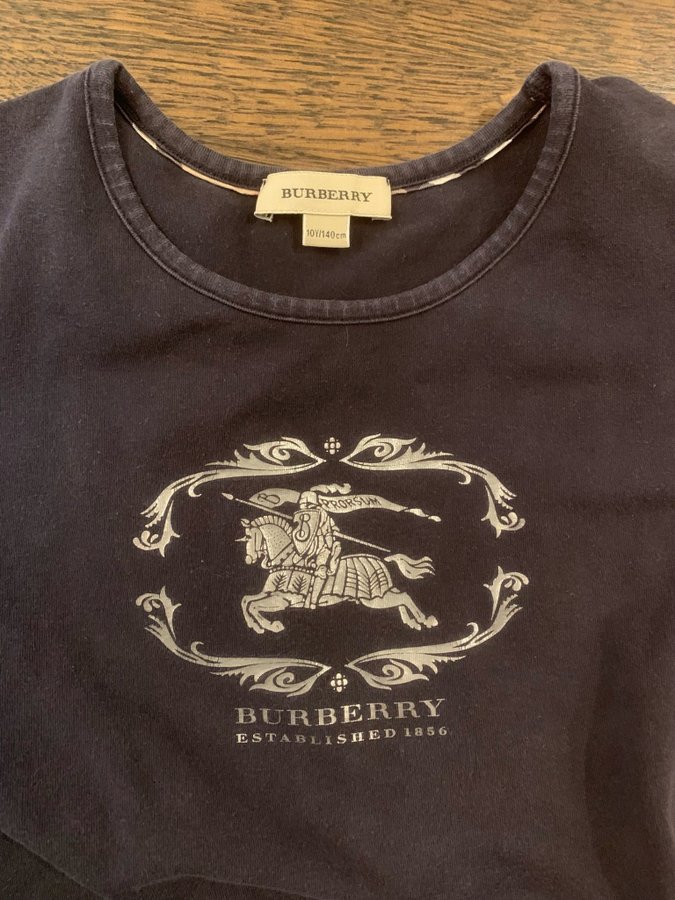 BURBERRY
10Y/140cm
B PRORSUM
B
BURBERRY
ESTABLISHED 1856